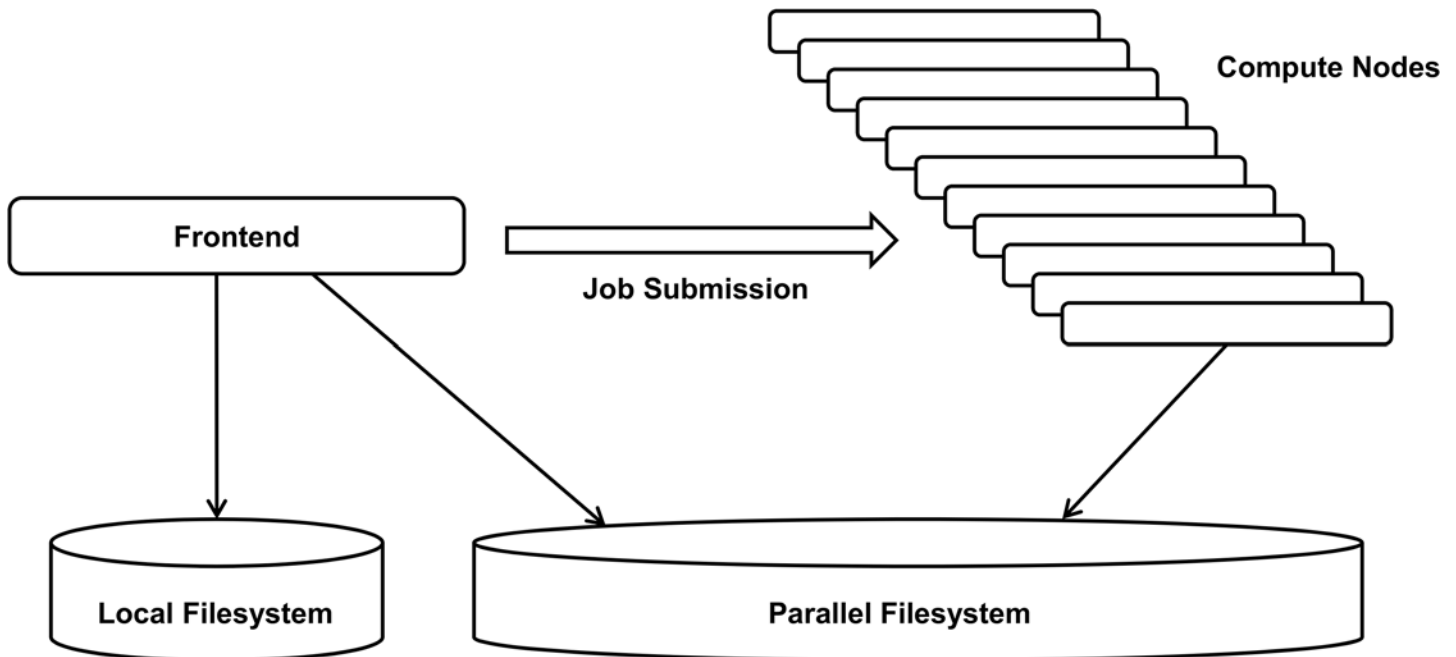 Compute Nodes
Frontend
Job Submission
Local Filesystem
Parallel Filesystem